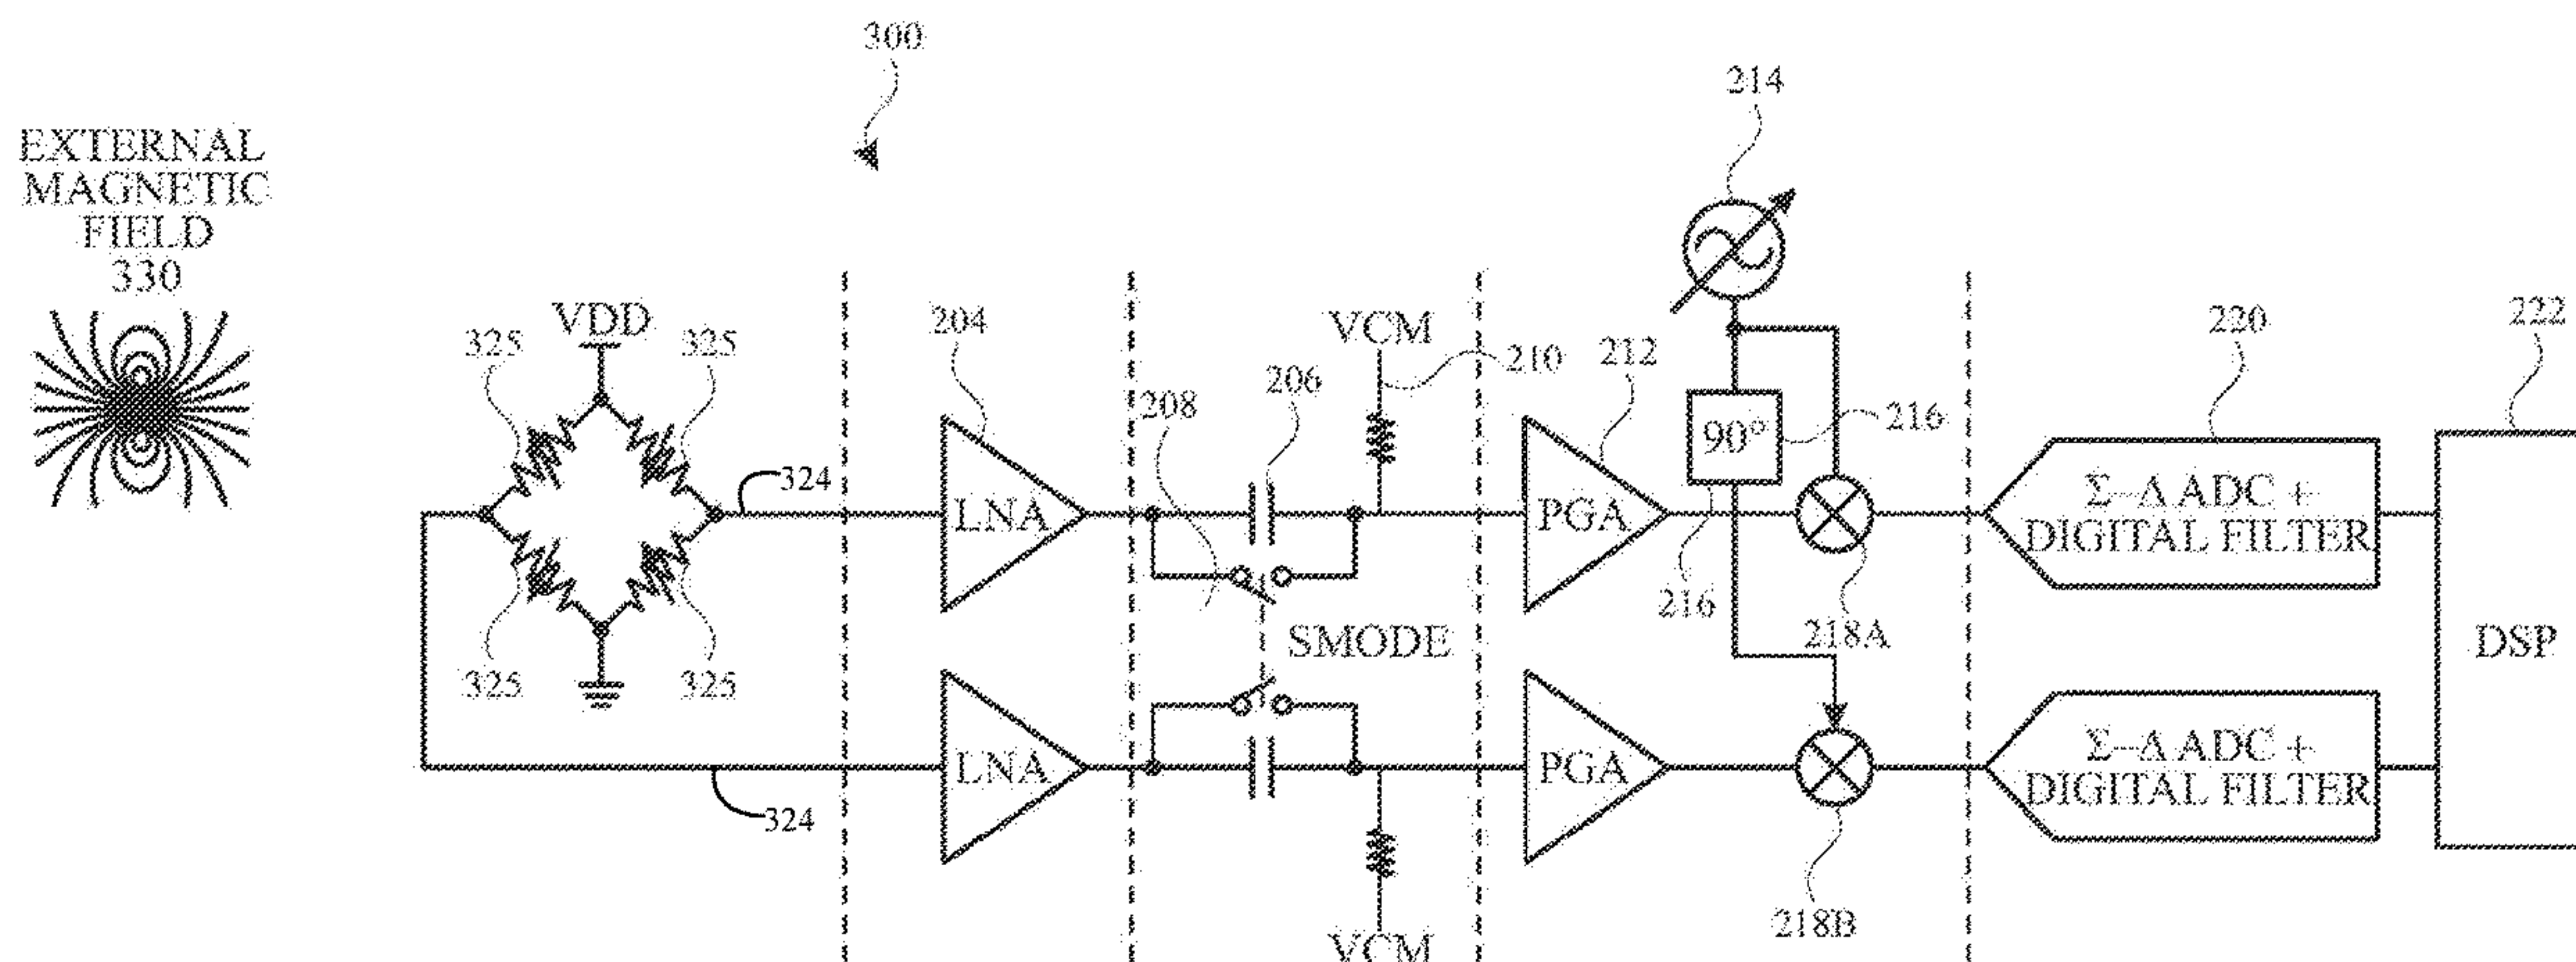 300
214
EXTERNAL
MAGNETIC
FIELD
330
VDD
325
325
204
VCM
210
212
220
222
206
208
216
90°
324
LNA
PGA
Σ–Δ ADC +
DIGITAL FILTER
216
218A
SMODE
DSP
325
325
LNA
PGA
Σ–Δ ADC +
DIGITAL FILTER
324
218B
VCM